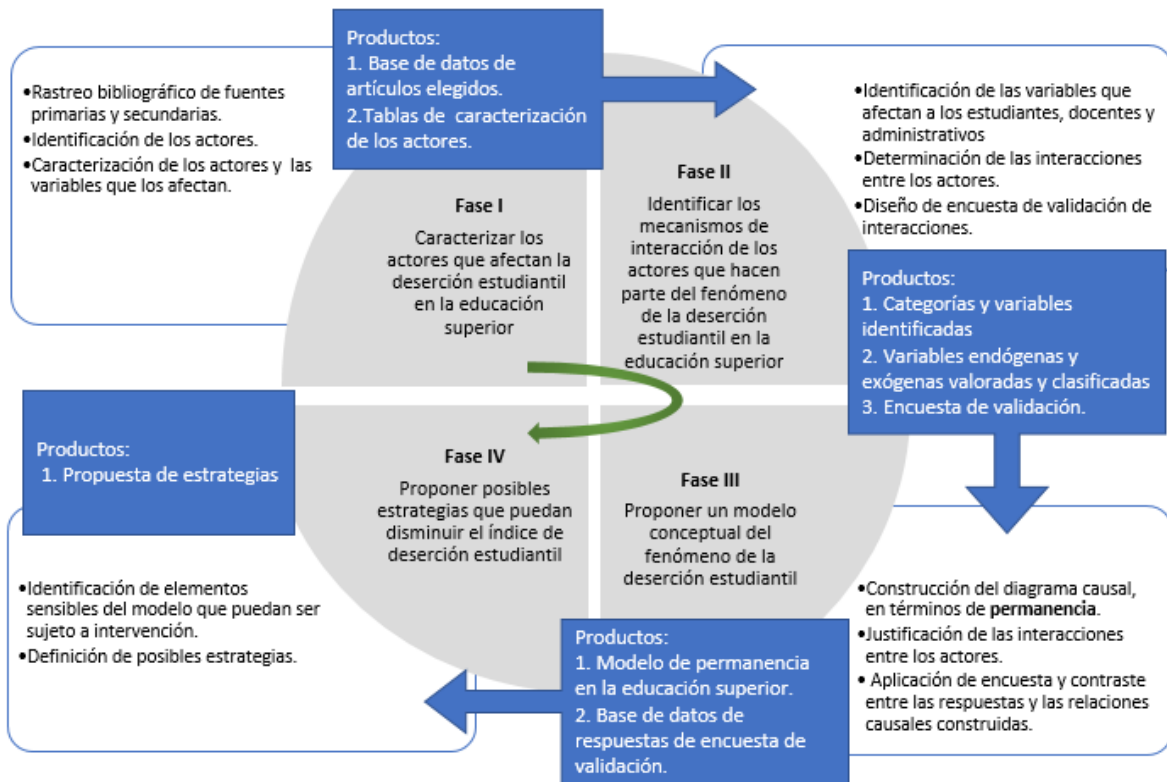 •Rastreo bibliográfico de fuentes
primarias y secundarias.
•Identificación de los actores.
•Caracterización de los actores y las
variables que los afectan.
Productos:
1. Base de datos de
artículos elegidos.
2.Tablas de caracterización
de los actores.
Fase I
Caracterizar los
actores que afectan la
deserción estudiantil
en la educación
superior
Fase II
Identificar los
mecanismos de
interacción de los
actores que hacen
parte del fenómeno
de la deserción
estudiantil en la
educación superior
•Identificación de las variables que
afectan a los estudiantes, docentes y
administrativos
•Determinación de las interacciones
entre los actores.
•Diseño de encuesta de validación de
interacciones.
Productos:
1. Categorías y variables
identificadas
2. Variables endógenas y
exógenas valoradas y clasificadas
3. Encuesta de validación.
Fase III
Proponer un modelo
conceptual del
fenómeno de la
deserción estudiantil
•Construcción del diagrama causal,
en términos de permanencia.
•Justificación de las interacciones
entre los actores.
• Aplicación de encuesta y contraste
entre las respuestas y las relaciones
causales construidas.
Productos:
1. Modelo de permanencia
en la educación superior.
2. Base de datos de
respuestas de encuesta de
validación.
Fase IV
Proponer posibles
estrategias que puedan
disminuir el índice de
deserción estudiantil
•Identificación de elementos
sensibles del modelo que puedan ser
sujeto a intervención.
•Definición de posibles estrategias.
Productos:
1. Propuesta de estrategias